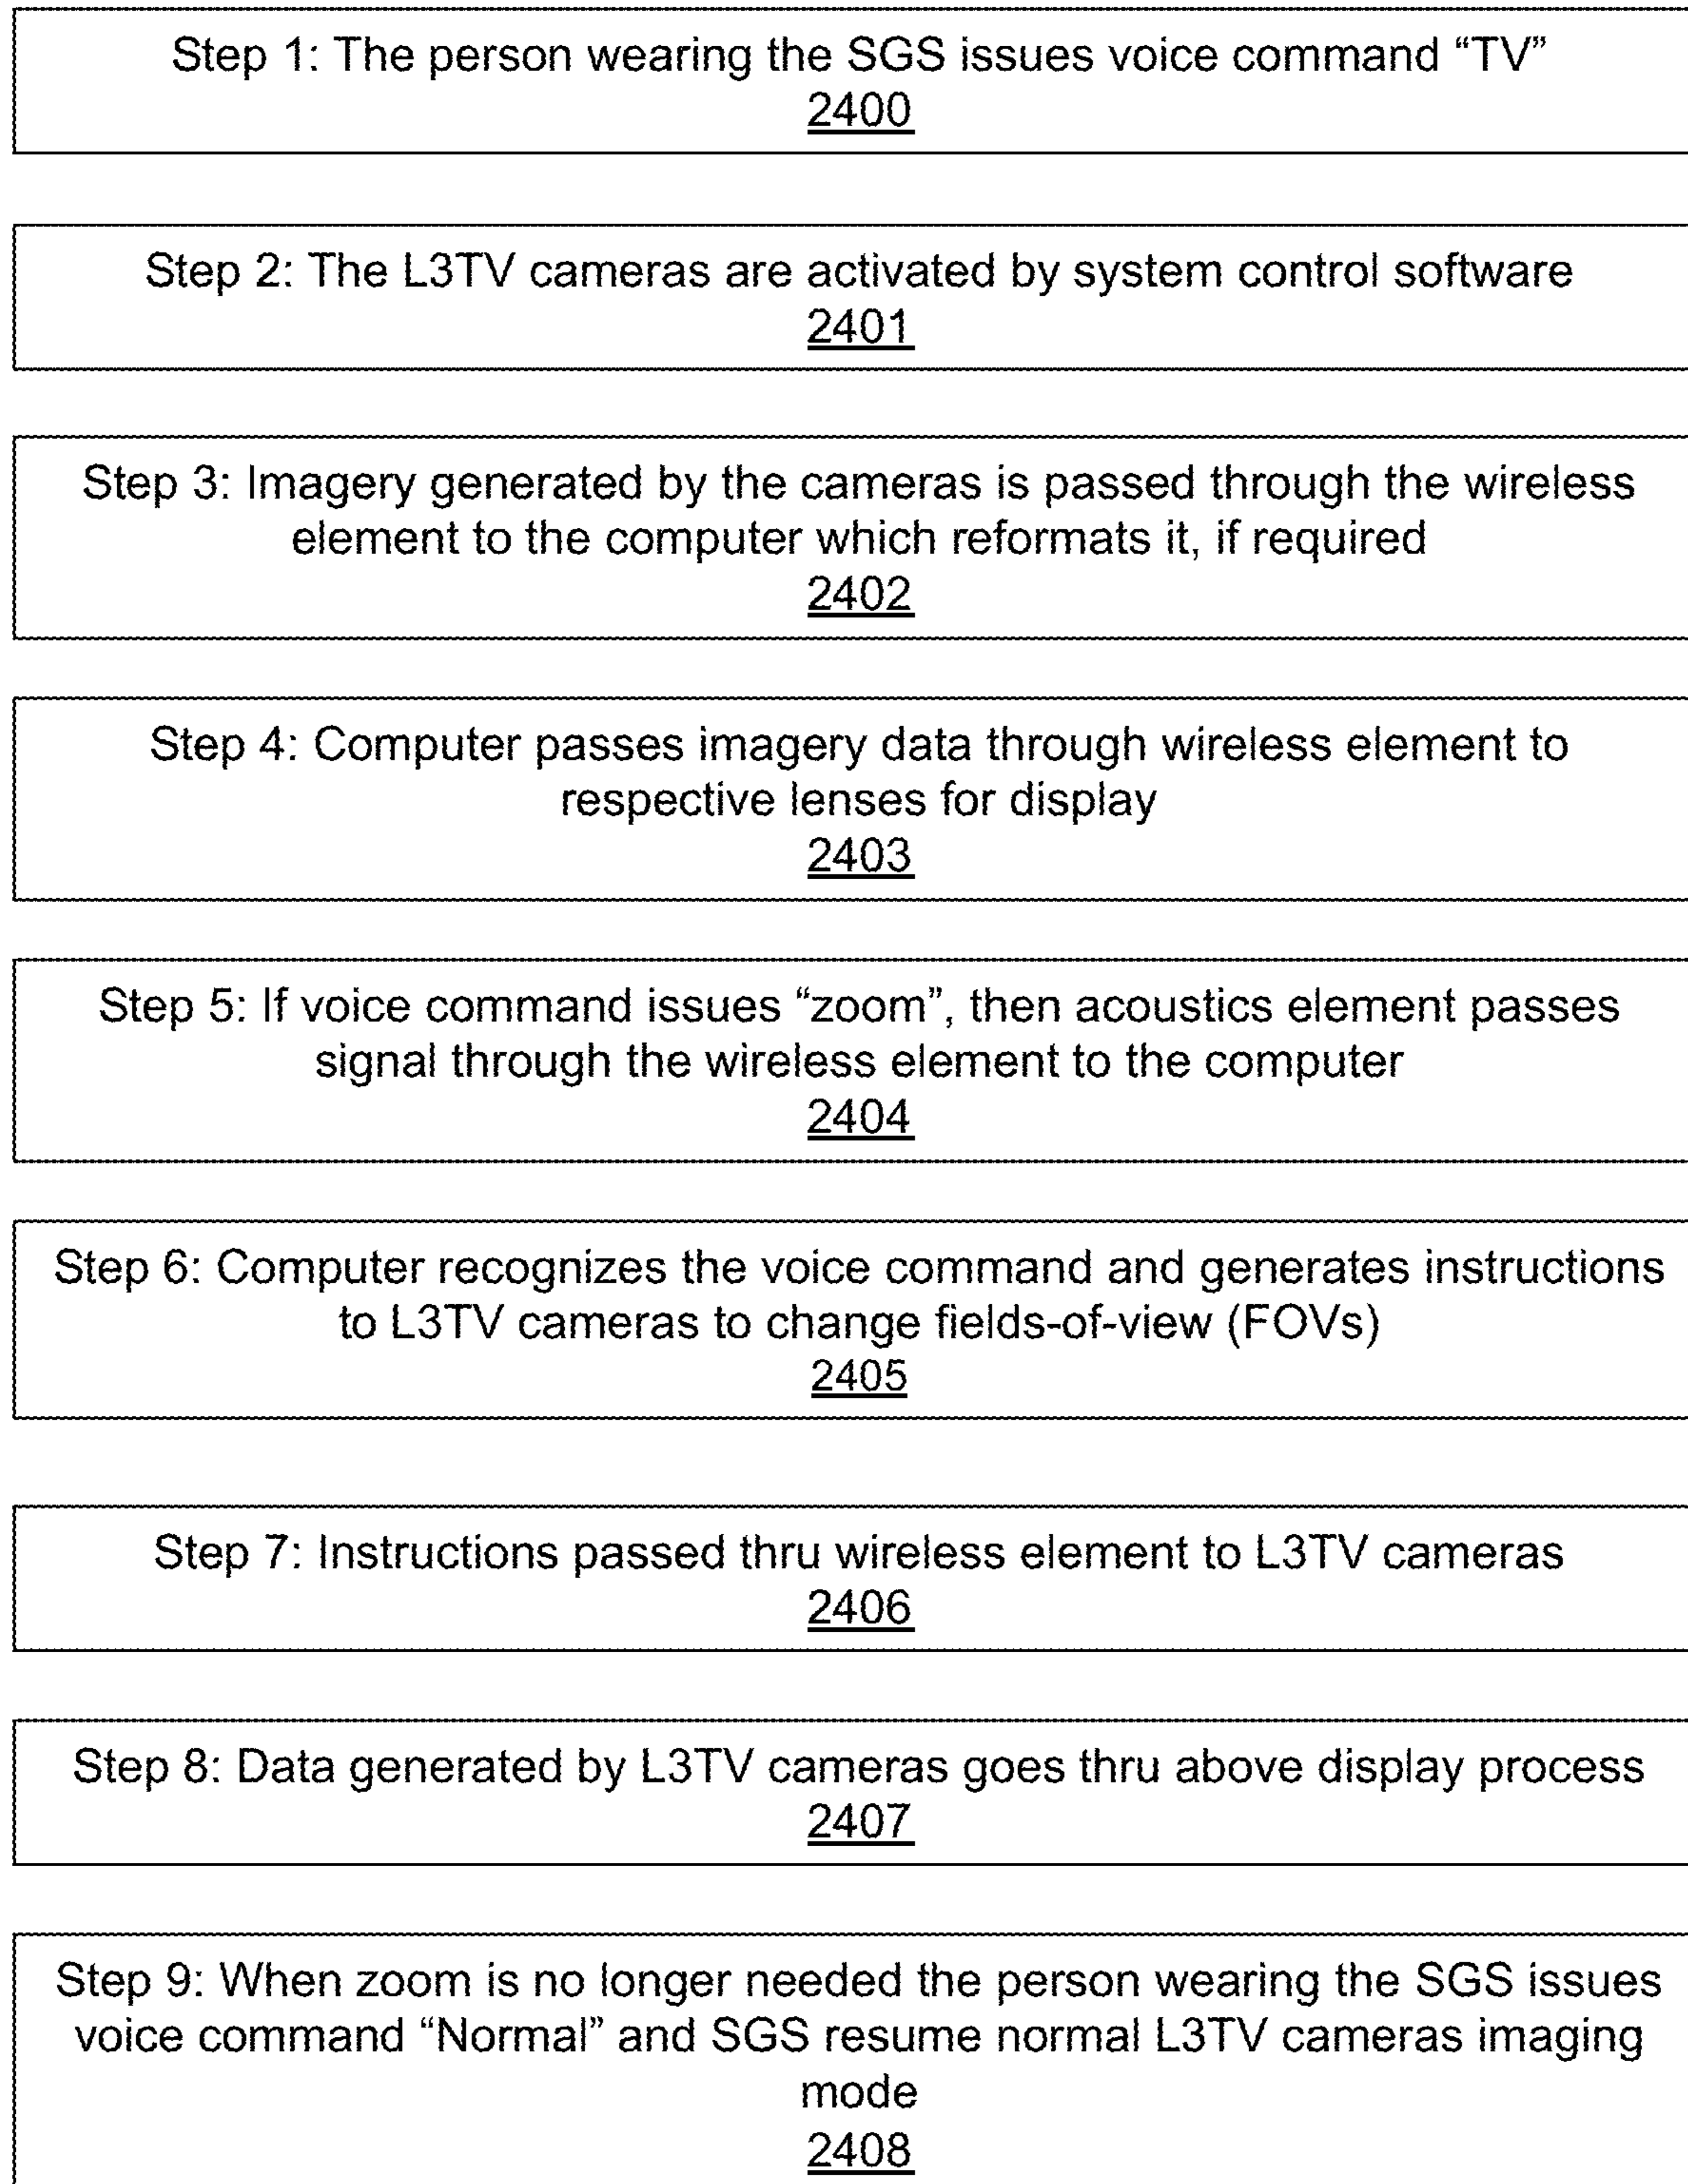 Step 1: The person wearing the SGS issues voice command “TV”
2400
Step 2: The L3TV cameras are activated by system control software
2401
Step 3: Imagery generated by the cameras is passed through the wireless
element to the computer which reformats it, if required
2402
Step 4: Computer passes imagery data through wireless element to
respective lenses for display
2403
Step 5: If voice command issues “zoom”, then acoustics element passes
signal through the wireless element to the computer
2404
Step 6: Computer recognizes the voice command and generates instructions
to L3TV cameras to change fields-of-view (FOVs)
2405
Step 7: Instructions passed thru wireless element to L3TV cameras
2406
Step 8: Data generated by L3TV cameras goes thru above display process
2407
Step 9: When zoom is no longer needed the person wearing the SGS issues
voice command “Normal” and SGS resume normal L3TV cameras imaging
mode
2408